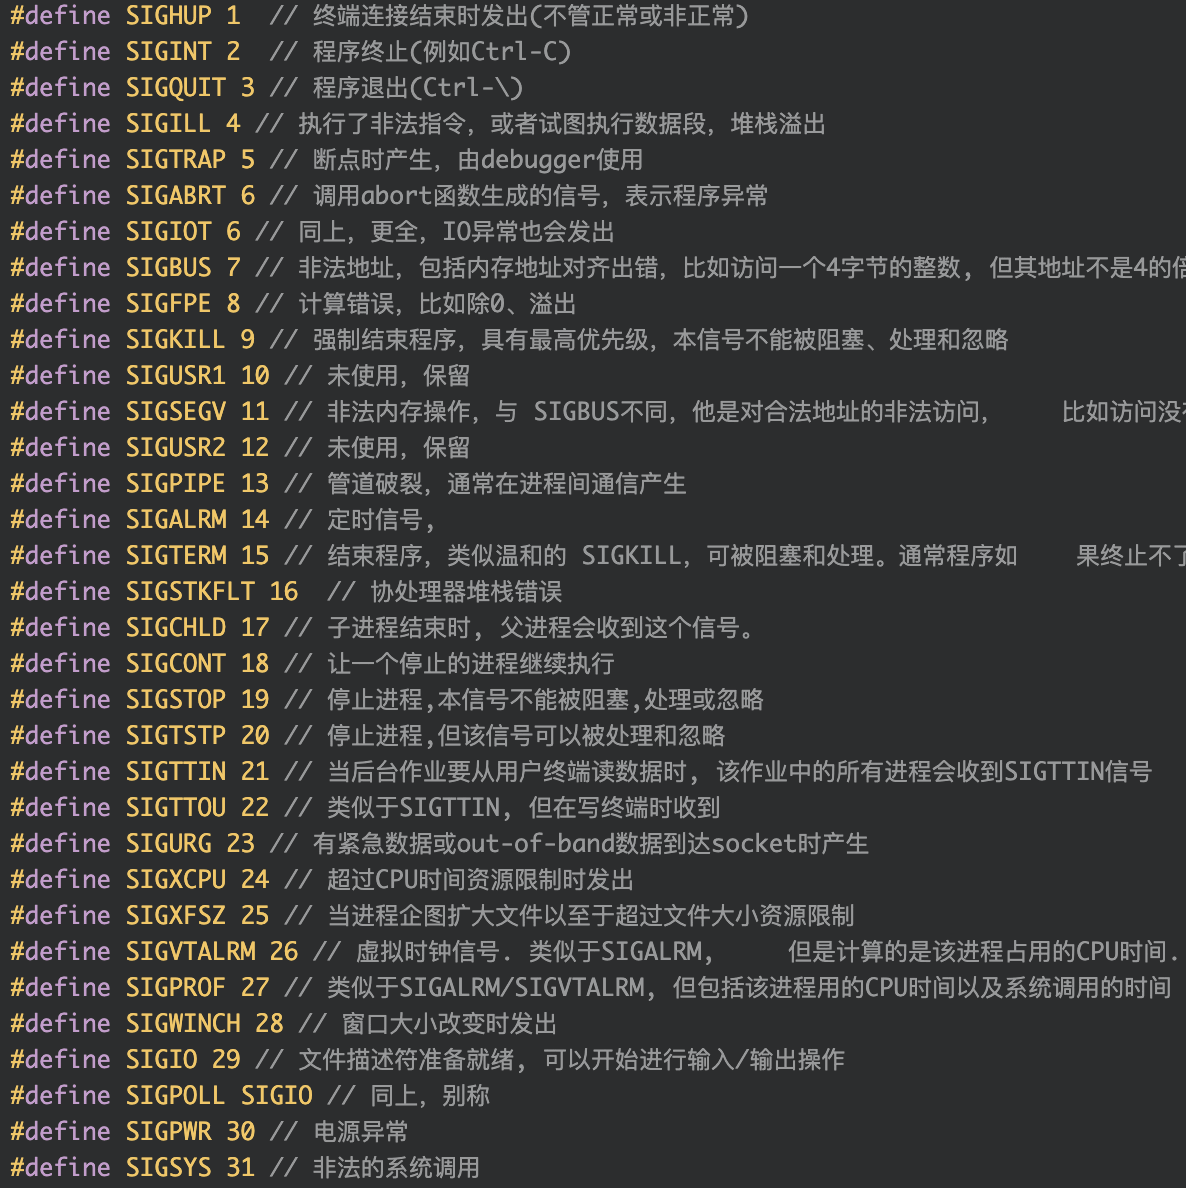 #define SIGHUP 1  // 终端连接结束时发出(不管正常或非正常)
#define SIGINT 2  // 程序终止(例如Ctrl-C)
#define SIGQUIT 3 // 程序退出(Ctrl-\)
#define SIGILL 4 // 执行了非法指令，或者试图执行数据段，堆栈溢出
#define SIGTRAP 5 // 断点时产生，由debugger使用
#define SIGABRT 6 // 调用abort函数生成的信号，表示程序异常
#define SIGIOT 6 // 同上，更全，IO异常也会发出
#define SIGBUS 7 // 非法地址，包括内存地址对齐出错，比如访问一个4字节的整数, 但其地址不是4的倍
#define SIGFPE 8 // 计算错误，比如除0、溢出
#define SIGKILL 9 // 强制结束程序，具有最高优先级，本信号不能被阻塞、处理和忽略
#define SIGUSR1 10 // 未使用，保留
#define SIGSEGV 11 // 非法内存操作，与 SIGBUS不同，他是对合法地址的非法访问，    比如访问没有
#define SIGUSR2 12 // 未使用，保留
#define SIGPIPE 13 // 管道破裂，通常在进程间通信产生
#define SIGALRM 14 // 定时信号,
#define SIGTERM 15 // 结束程序，类似温和的 SIGKILL，可被阻塞和处理。通常程序如    果终止不了
#define SIGSTKFLT 16  // 协处理器堆栈错误
#define SIGCHLD 17 // 子进程结束时, 父进程会收到这个信号。
#define SIGCONT 18 // 让一个停止的进程继续执行
#define SIGSTOP 19 // 停止进程,本信号不能被阻塞,处理或忽略
#define SIGTSTP 20 // 停止进程,但该信号可以被处理和忽略
#define SIGTTIN 21 // 当后台作业要从用户终端读数据时, 该作业中的所有进程会收到SIGTTIN信号
#define SIGTTOU 22 // 类似于SIGTTIN, 但在写终端时收到
#define SIGURG 23 // 有紧急数据或out-of-band数据到达socket时产生
#define SIGXCPU 24 // 超过CPU时间资源限制时发出
#define SIGXFSZ 25 // 当进程企图扩大文件以至于超过文件大小资源限制
#define SIGVTALRM 26 // 虚拟时钟信号. 类似于SIGALRM,     但是计算的是该进程占用的CPU时间.
#define SIGPROF 27 // 类似于SIGALRM/SIGVTALRM, 但包括该进程用的CPU时间以及系统调用的时间
#define SIGWINCH 28 // 窗口大小改变时发出
#define SIGIO 29 // 文件描述符准备就绪, 可以开始进行输入/输出操作
#define SIGPOLL SIGIO // 同上，别称
#define SIGPWR 30 // 电源异常
#define SIGSYS 31 // 非法的系统调用